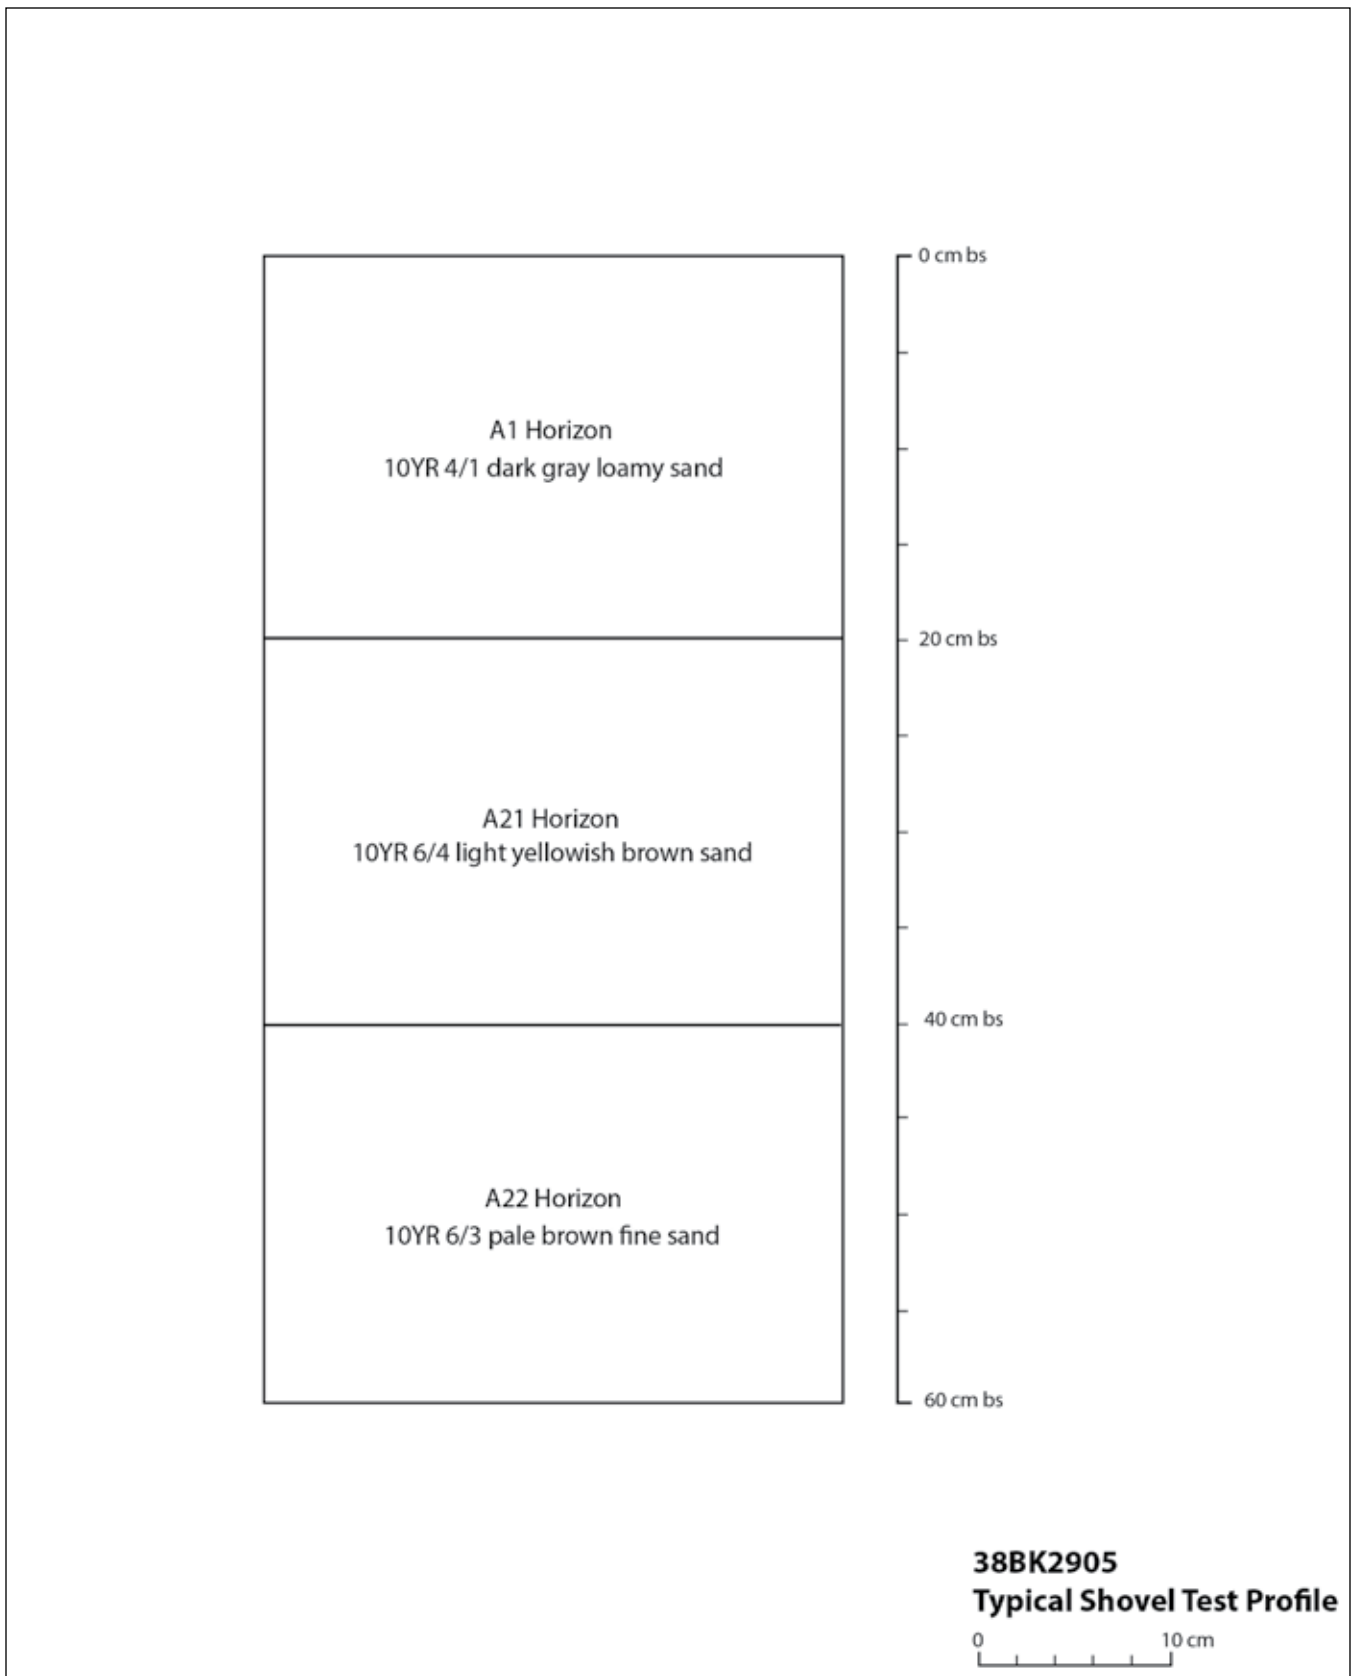 0 cm bs
A1 Horizon
10YR 4/1 dark gray loamy sand
20 cm bs
A21 Horizon
10YR 6/4 light yellowish brown sand
40 cm bs
A22 Horizon
10YR 6/3 pale brown fine sand
60 cm bs
38BK2905
Typical Shovel Test Profile
0 10 cm